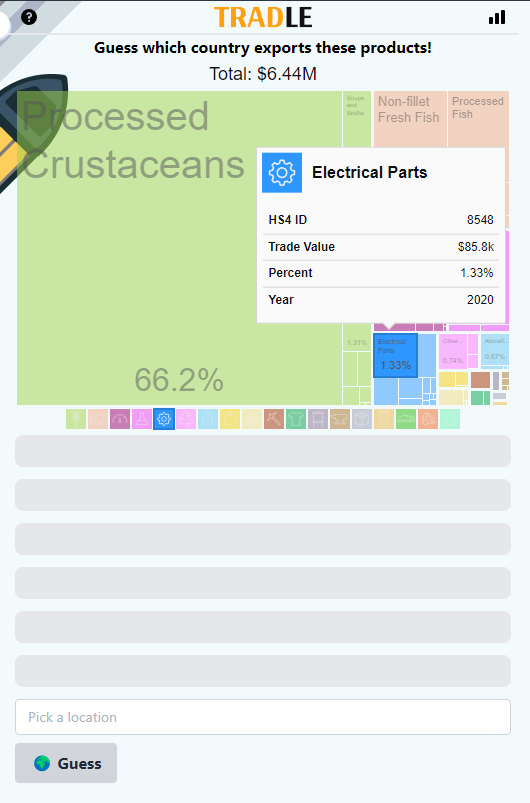 ?
TRADLE
Guess which country exports these products!
Total: $6.44M
Processed
Crustaceans
66.2%
Soups
and
broths
1.31%
Non-fillet
Fresh Fish
Processed
Fish
Electrical Parts
HS4 ID 8548
Trade Value $85.8k
Percent 1.33%
Year 2020
Electrical
Parts
1.33%
Other...
0.74%
Aircraft...
0.67%
Pick a location
Guess